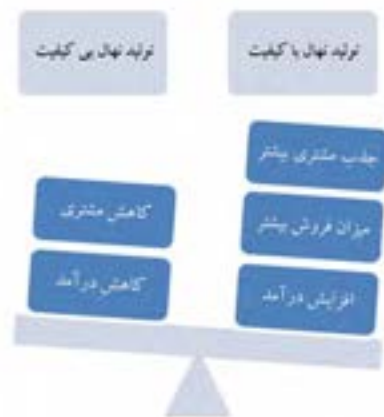 تولید نهال با کیفیت
تولید نهال بی کیفیت
جذب مشتری بیشتر
میزان فروش بیشتر
افزایش درآمد
کاهش مشتری
کاهش درآمد